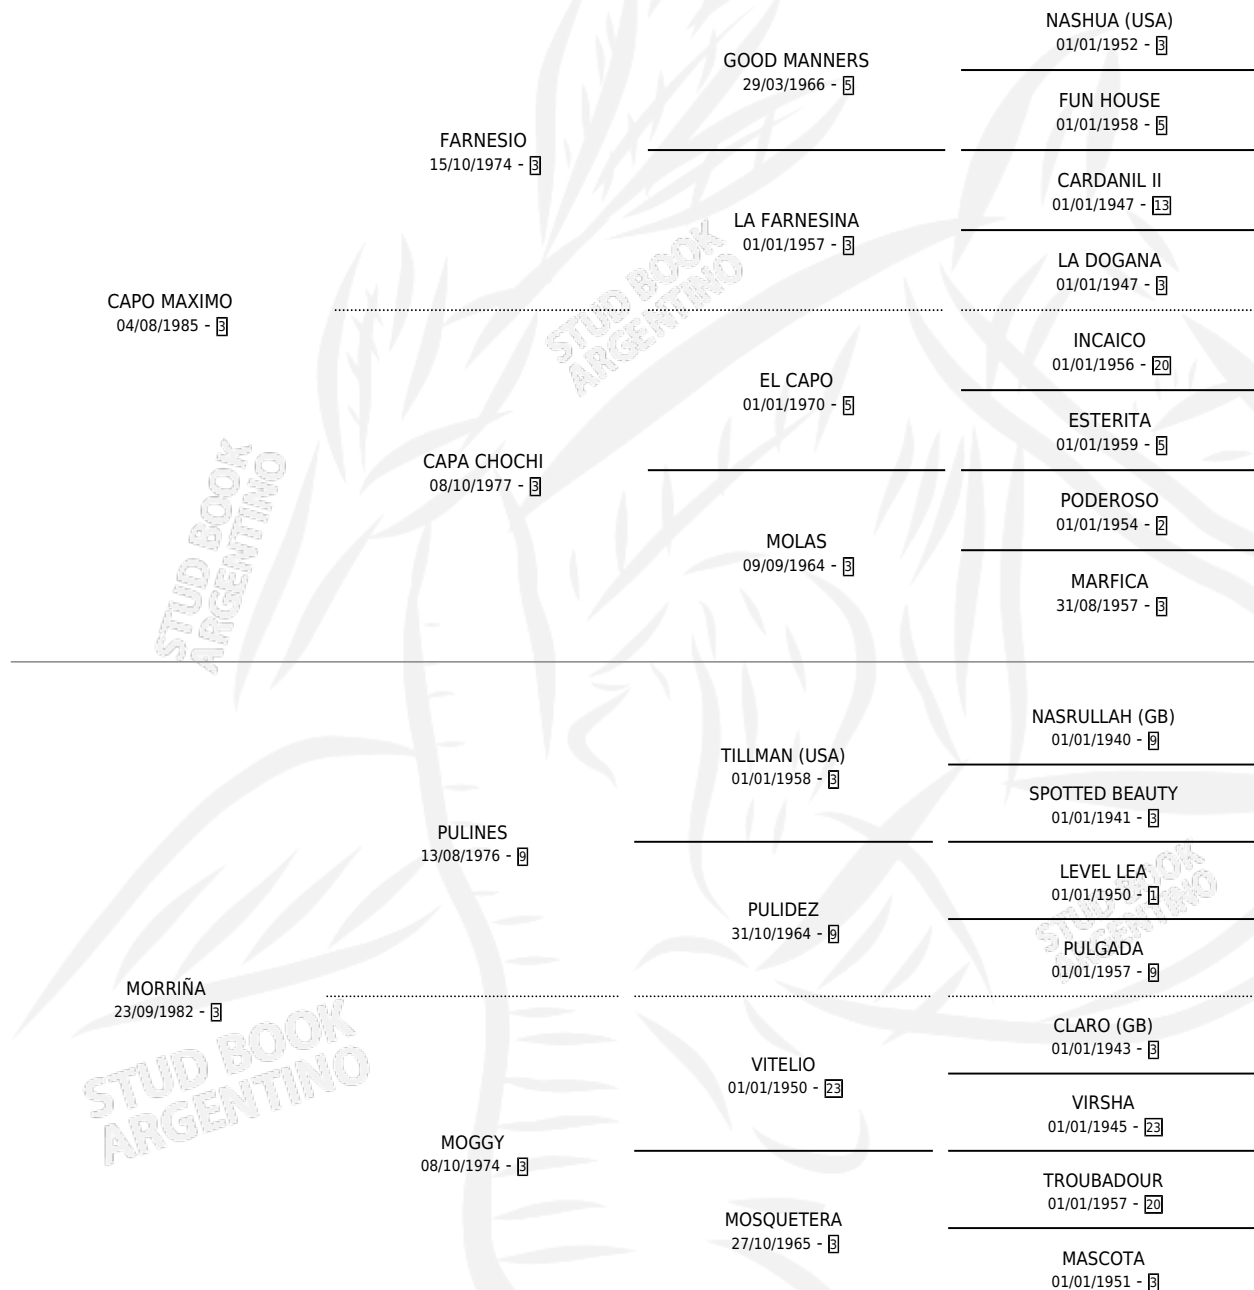 NASHUA (USA)
01/01/1952 - 3
GOOD MANNERS
29/03/1966 - 5
FUN HOUSE
01/01/1958 - 5
FARNESIO
15/10/1974 - 3
CARDANIL II
01/01/1947 - 13
LA FARNESINA
01/01/1957 - 3
LA DOGANA
01/01/1947 - 3
CAPO MAXIMO
04/08/1985 - 3
INCAICO
01/01/1956 - 20
EL CAPO
01/01/1970 - 5
ESTERITA
01/01/1959 - 5
CAPA CHOCHI
08/10/1977 - 3
PODEROSO
01/01/1954 - 2
MOLAS
09/09/1964 - 3
MARFICA
31/08/1957 - 3
STUD BOOK
ARGENTINO
STUD BOOK
ARGENTINO
NASRULLAH (GB)
01/01/1940 - 9
TILLMAN (USA)
01/01/1958 - 3
SPOTTED BEAUTY
01/01/1941 - 3
PULINES
13/08/1976 - 9
LEVEL LEA
01/01/1950 - 1
PULIDEZ
31/10/1964 - 9
PULGADA
01/01/1957 - 9
STUD BOOK
ARGENTINO
MORRIÑA
23/09/1982 - 3
CLARO (GB)
01/01/1943 - 3
VITELIO
01/01/1950 - 23
VIRSHA
01/01/1945 - 23
STUD BOOK
ARGENTINO
MOGGY
08/10/1974 - 3
TROUBADOUR
01/01/1957 - 20
MOSQUETERA
27/10/1965 - 3
MASCOTA
01/01/1951 - 3